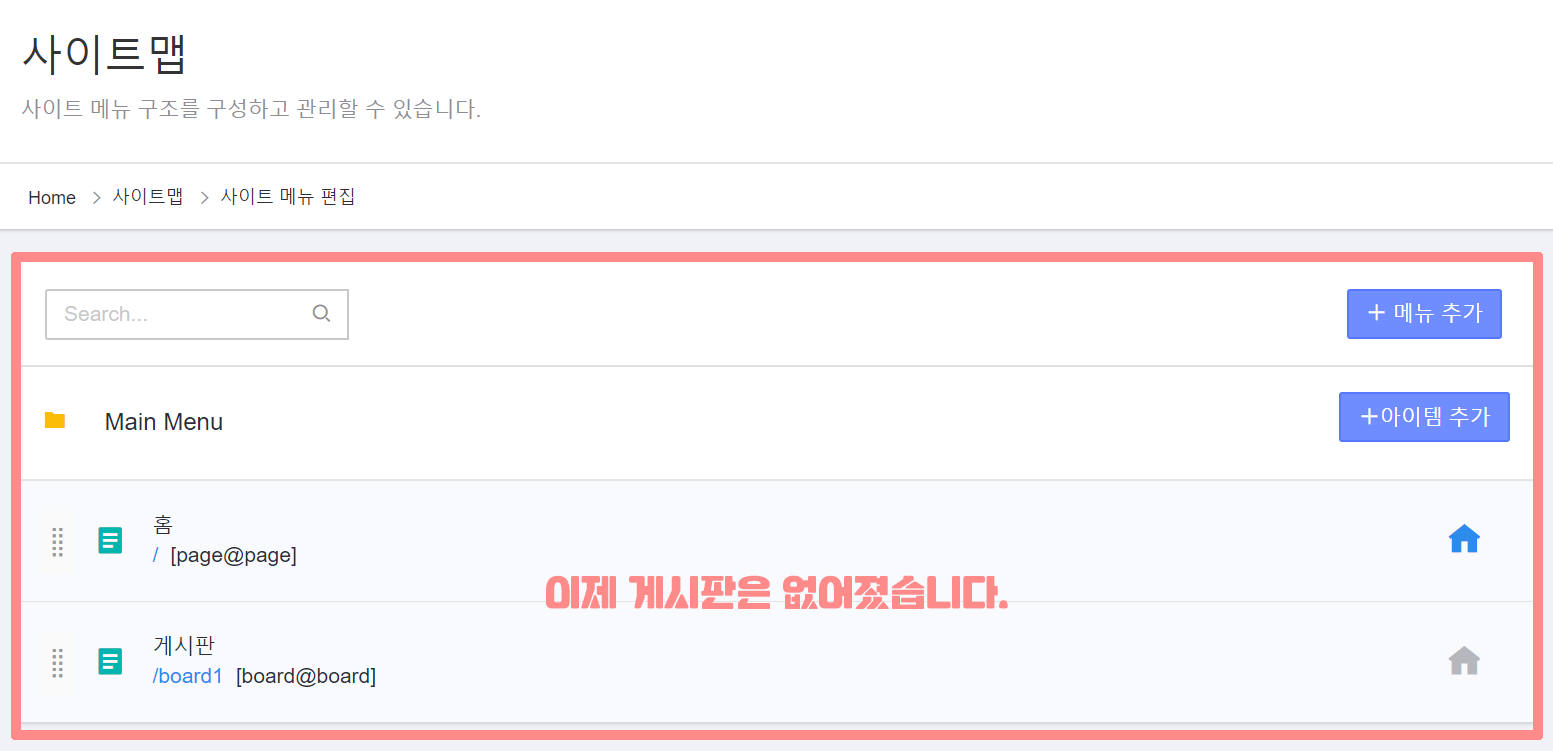 사이트맵
사이트 메뉴 구조를 구성하고 관리할 수 있습니다.
Home > 사이트맵 > 사이트 메뉴 편집
Search...
+ 메뉴 추가
Main Menu
+아이템 추가
홈
/ [page@page]
이제 게시판은 없어졌습니다.
게시판
/board1 [board@board]